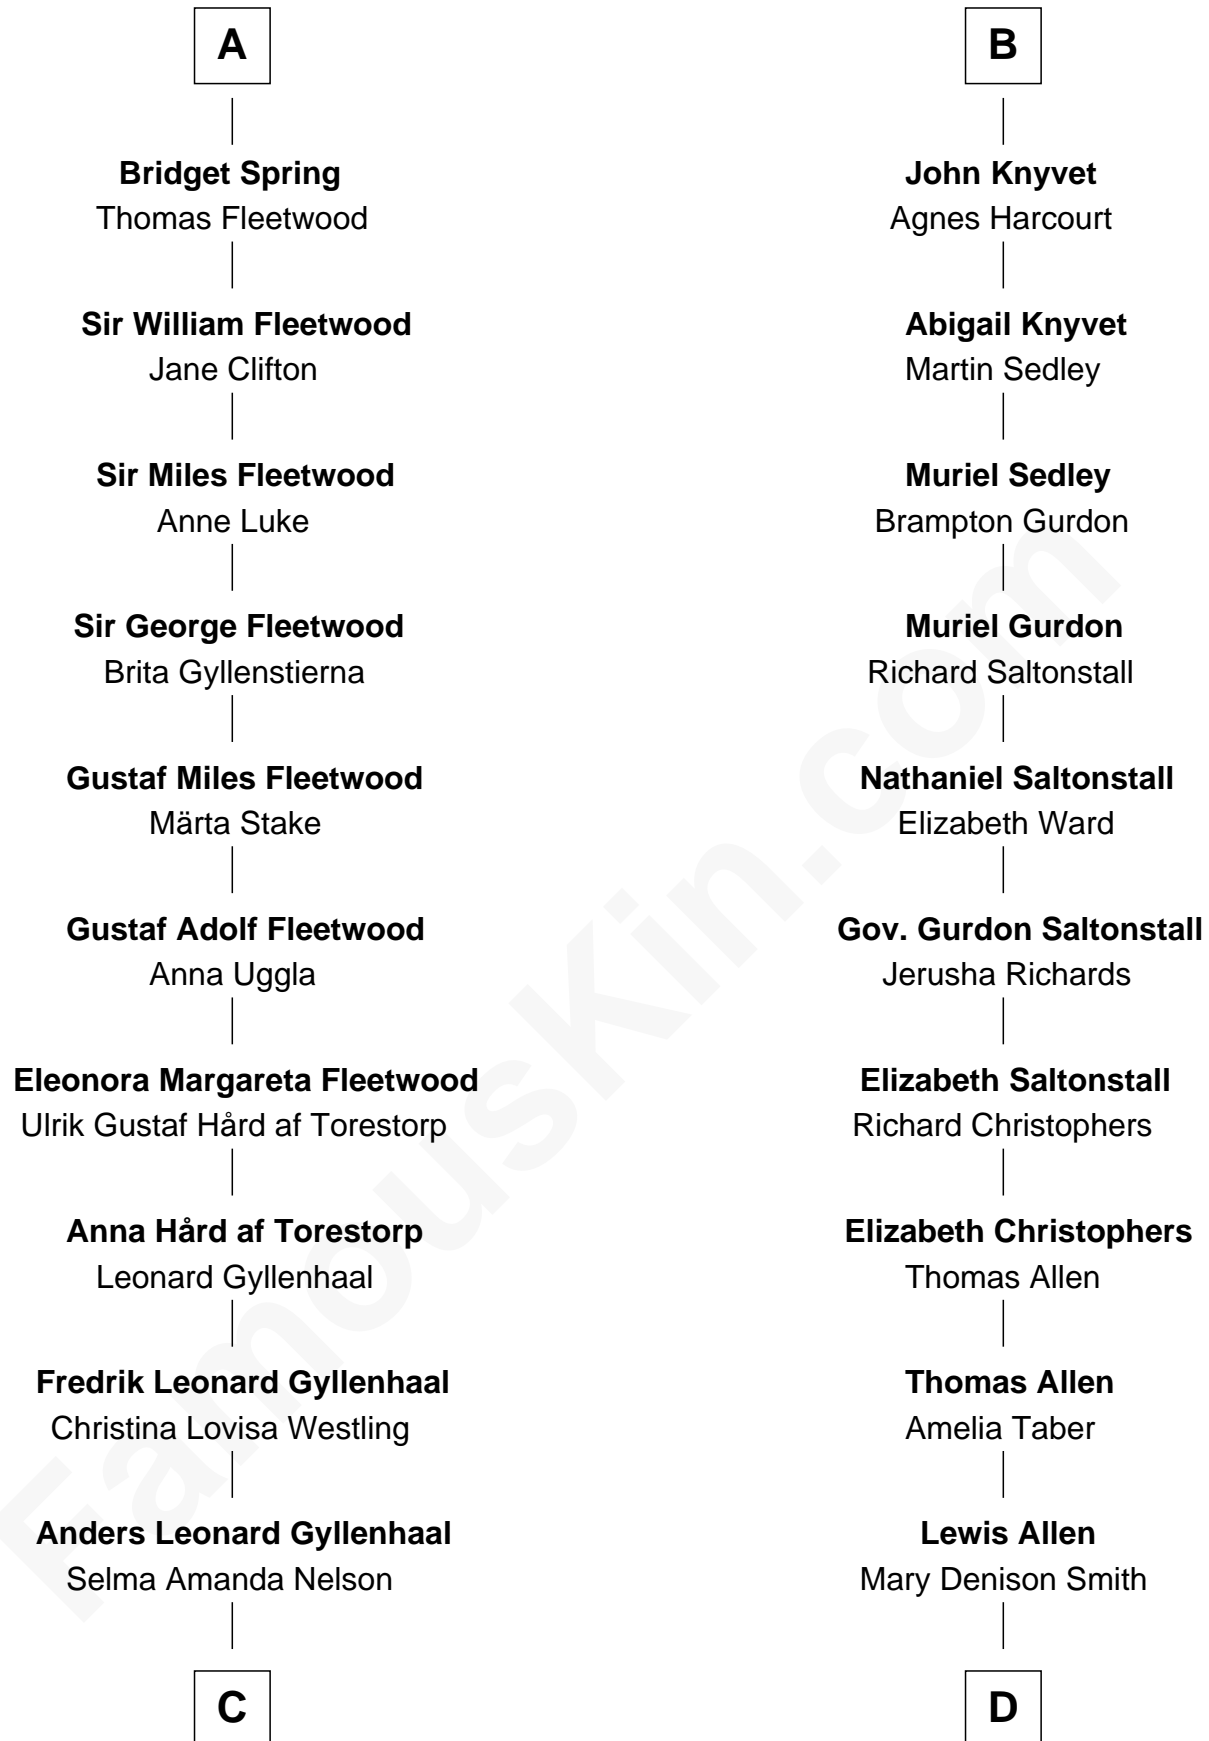 A
Bridget Spring
Thomas Fleetwood
Sir William Fleetwood
Jane Clifton
Sir Miles Fleetwood
Anne Luke
Sir George Fleetwood
Brita Gyllenstierna
Gustaf Miles Fleetwood
Märta Stake
Gustaf Adolf Fleetwood
Anna Uggla
Eleonora Margareta Fleetwood
Ulrik Gustaf Hård af Torestorp
Anna Hård af Torestorp
Leonard Gyllenhaal
Fredrik Leonard Gyllenhaal
Christina Lovisa Westling
Anders Leonard Gyllenhaal
Selma Amanda Nelson
C
B
John Knyvet
Agnes Harcourt
Abigail Knyvet
Martin Sedley
Muriel Sedley
Brampton Gurdon
Muriel Gurdon
Richard Saltonstall
Nathaniel Saltonstall
Elizabeth Ward
Gov. Gurdon Saltonstall
Jerusha Richards
Elizabeth Saltonstall
Richard Christophers
Elizabeth Christophers
Thomas Allen
Thomas Allen
Amelia Taber
Lewis Allen
Mary Denison Smith
D
FamousKin.com